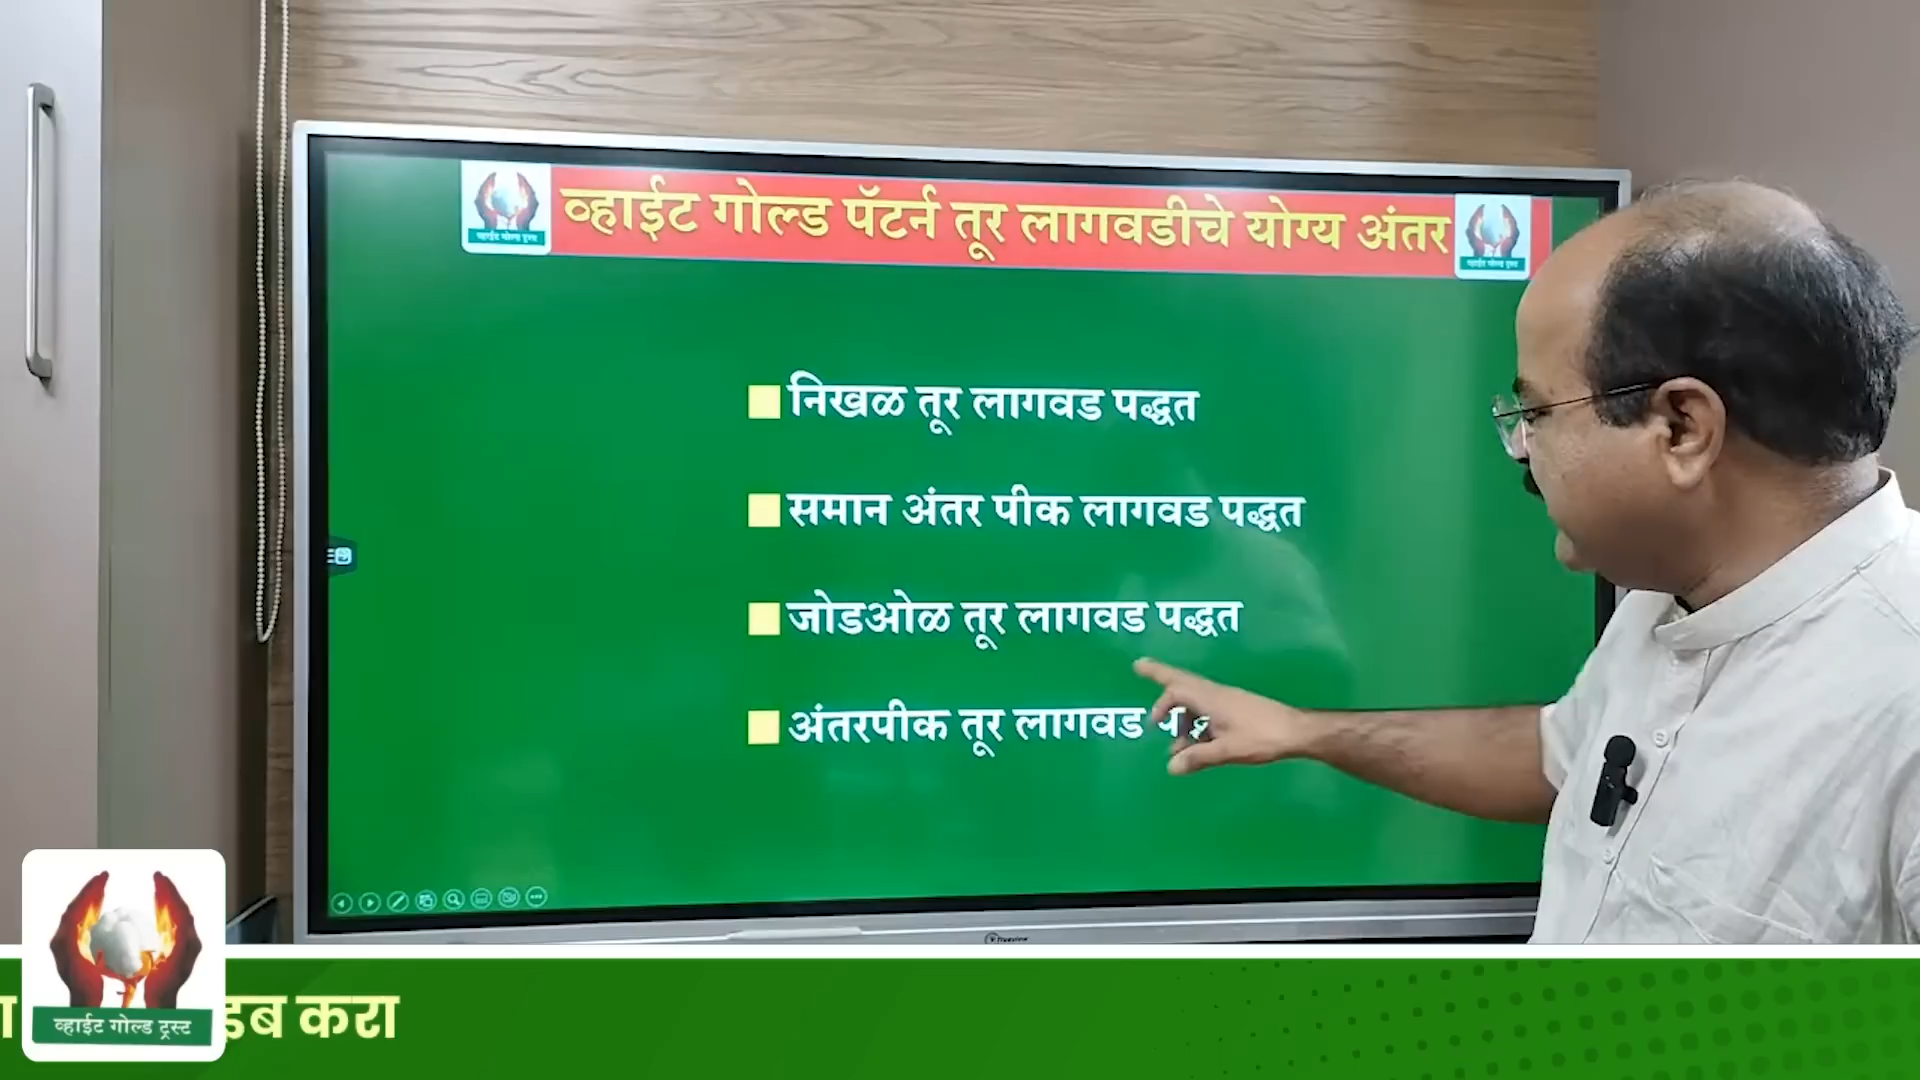 व्हाईट गोल्ड पॅटर्न तूर लागवडीचे योग्य अंतर
निखळ तूर लागवड पद्धत
समान अंतर पीक लागवड पद्धत
जोडओळ तूर लागवड पद्धत
अंतरपीक तूर लागवड
व्हाईट गोल्ड ट्रस्ट
करा